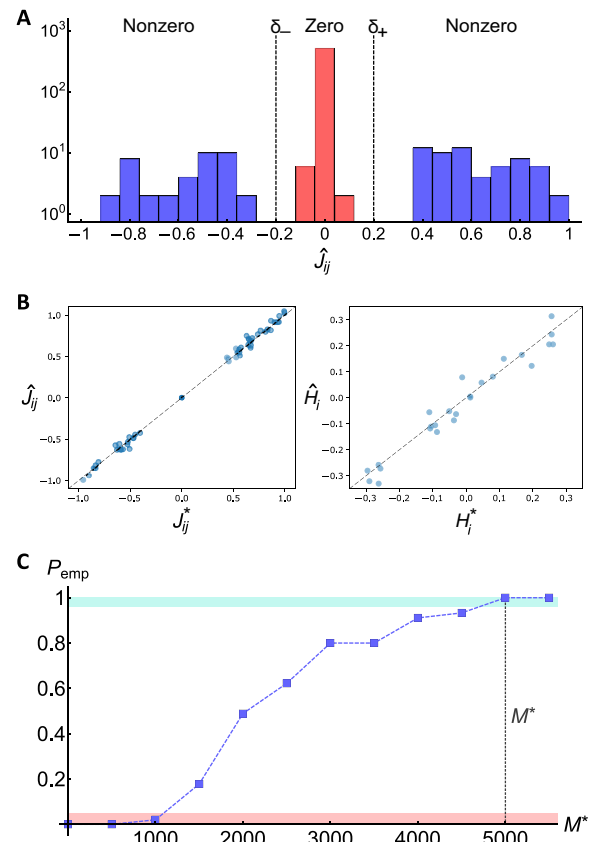 A
Nonzero δ₋ Zero δ₊ Nonzero
10³
10²
10¹
10⁰
−1 −0.8 −0.6 −0.4 −0.2 0 0.2 0.4 0.6 0.8 1
Ĵᵢⱼ
B
1.0
0.5
0.0
−0.5
−1.0
Ĵᵢⱼ
−1.0 −0.5 0.0 0.5 1.0
J*ᵢⱼ
0.3
0.2
0.1
0.0
−0.1
−0.2
−0.3
Ĥᵢ
−0.3 −0.2 −0.1 0.0 0.1 0.2 0.3
H*ᵢ
C
Pemp
1
0.8
0.6
0.4
0.2
M*
1000 2000 3000 4000 5000 M*